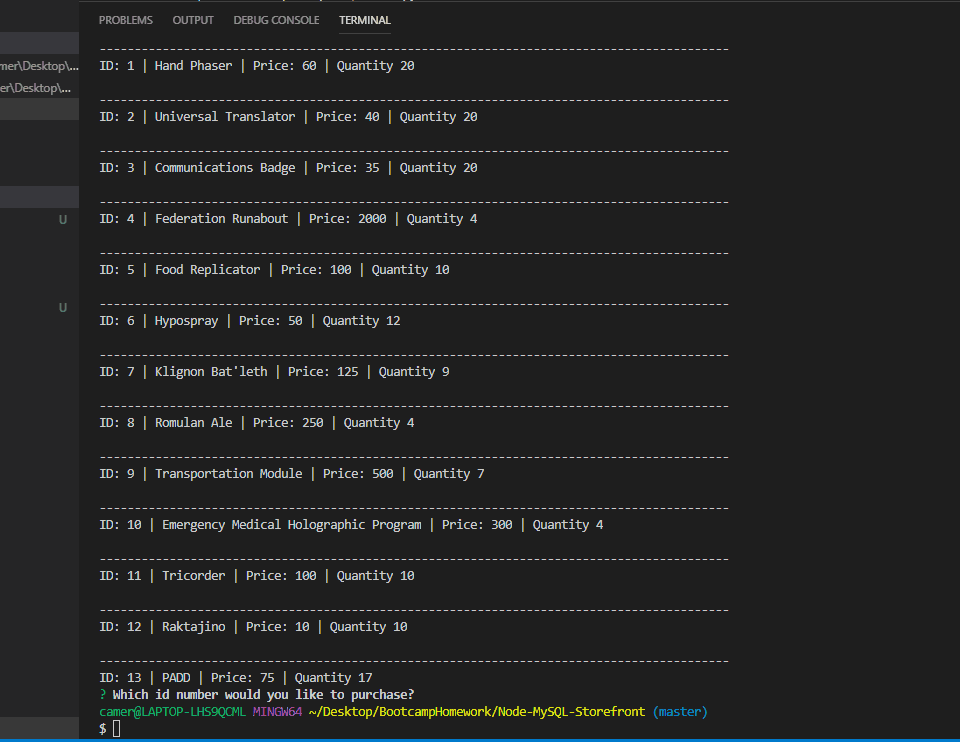 PROBLEMS OUTPUT DEBUG CONSOLE TERMINAL
------------------------------------------------------------------------------------------
ID: 1 | Hand Phaser | Price: 60 | Quantity 20
------------------------------------------------------------------------------------------
mer\Desktop\...
er\Desktop\...
ID: 2 | Universal Translator | Price: 40 | Quantity 20
------------------------------------------------------------------------------------------
ID: 3 | Communications Badge | Price: 35 | Quantity 20
------------------------------------------------------------------------------------------
U
ID: 4 | Federation Runabout | Price: 2000 | Quantity 4
------------------------------------------------------------------------------------------
ID: 5 | Food Replicator | Price: 100 | Quantity 10
------------------------------------------------------------------------------------------
U
ID: 6 | Hypospray | Price: 50 | Quantity 12
------------------------------------------------------------------------------------------
ID: 7 | Klignon Bat'leth | Price: 125 | Quantity 9
------------------------------------------------------------------------------------------
ID: 8 | Romulan Ale | Price: 250 | Quantity 4
------------------------------------------------------------------------------------------
ID: 9 | Transportation Module | Price: 500 | Quantity 7
------------------------------------------------------------------------------------------
ID: 10 | Emergency Medical Holographic Program | Price: 300 | Quantity 4
------------------------------------------------------------------------------------------
ID: 11 | Tricorder | Price: 100 | Quantity 10
------------------------------------------------------------------------------------------
ID: 12 | Raktajino | Price: 10 | Quantity 10
------------------------------------------------------------------------------------------
ID: 13 | PADD | Price: 75 | Quantity 17
? Which id number would you like to purchase?
camer@LAPTOP-LHS9QCML MINGW64 ~/Desktop/BootcampHomework/Node-MySQL-Storefront (master)
$